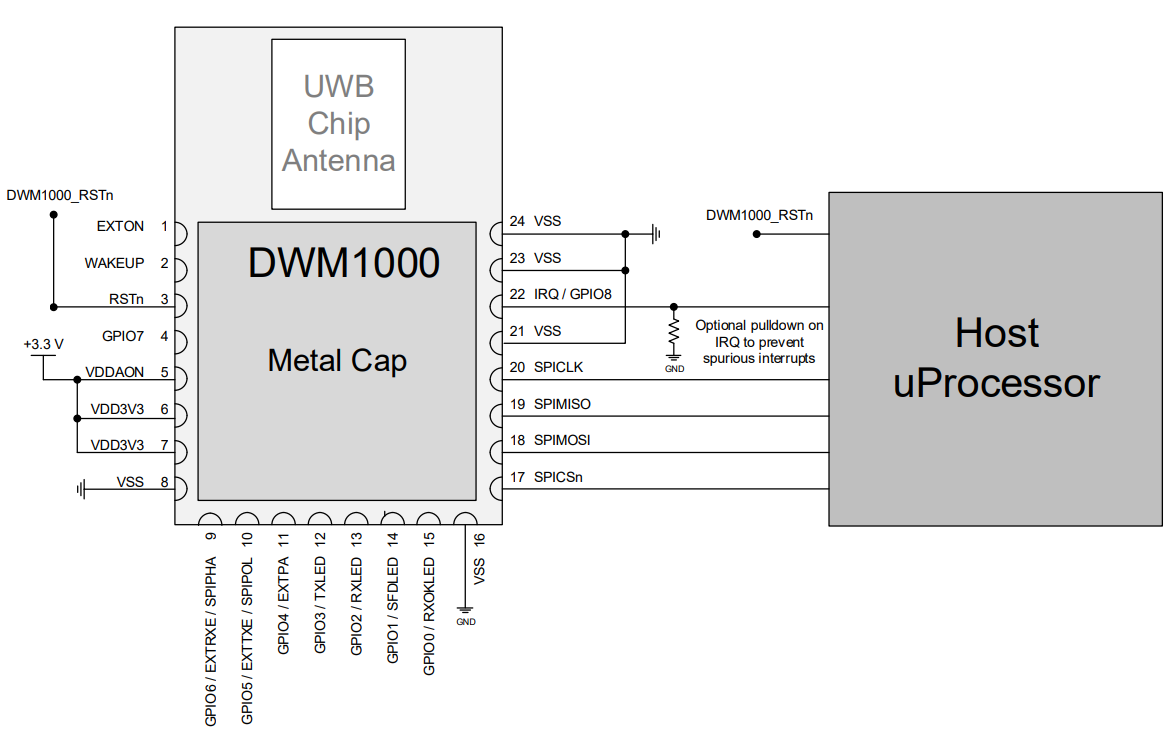 UWB
Chip
Antenna
DWM1000_RSTn
EXTON 1
WAKEUP 2
RSTn 3
GPIO7 4
+3.3 V
VDDAON 5
VDD3V3 6
VDD3V3 7
VSS 8
DWM1000
Metal Cap
24 VSS
23 VSS
22 IRQ / GPIO8
21 VSS
20 SPICLK
19 SPIMISO
18 SPIMOSI
17 SPICSn
GPIO6 / EXTRXE / SPIPHA 9
GPIO5 / EXTTXE / SPIPOL 10
GPIO4 / EXTPA 11
GPIO3 / TXLED 12
GPIO2 / RXLED 13
GPIO1 / SFDLED 14
GPIO0 / RXOKLED 15
VSS 16
GND
DWM1000_RSTn
Optional pulldown on
IRQ to prevent
spurious interrupts
GND
Host
uProcessor